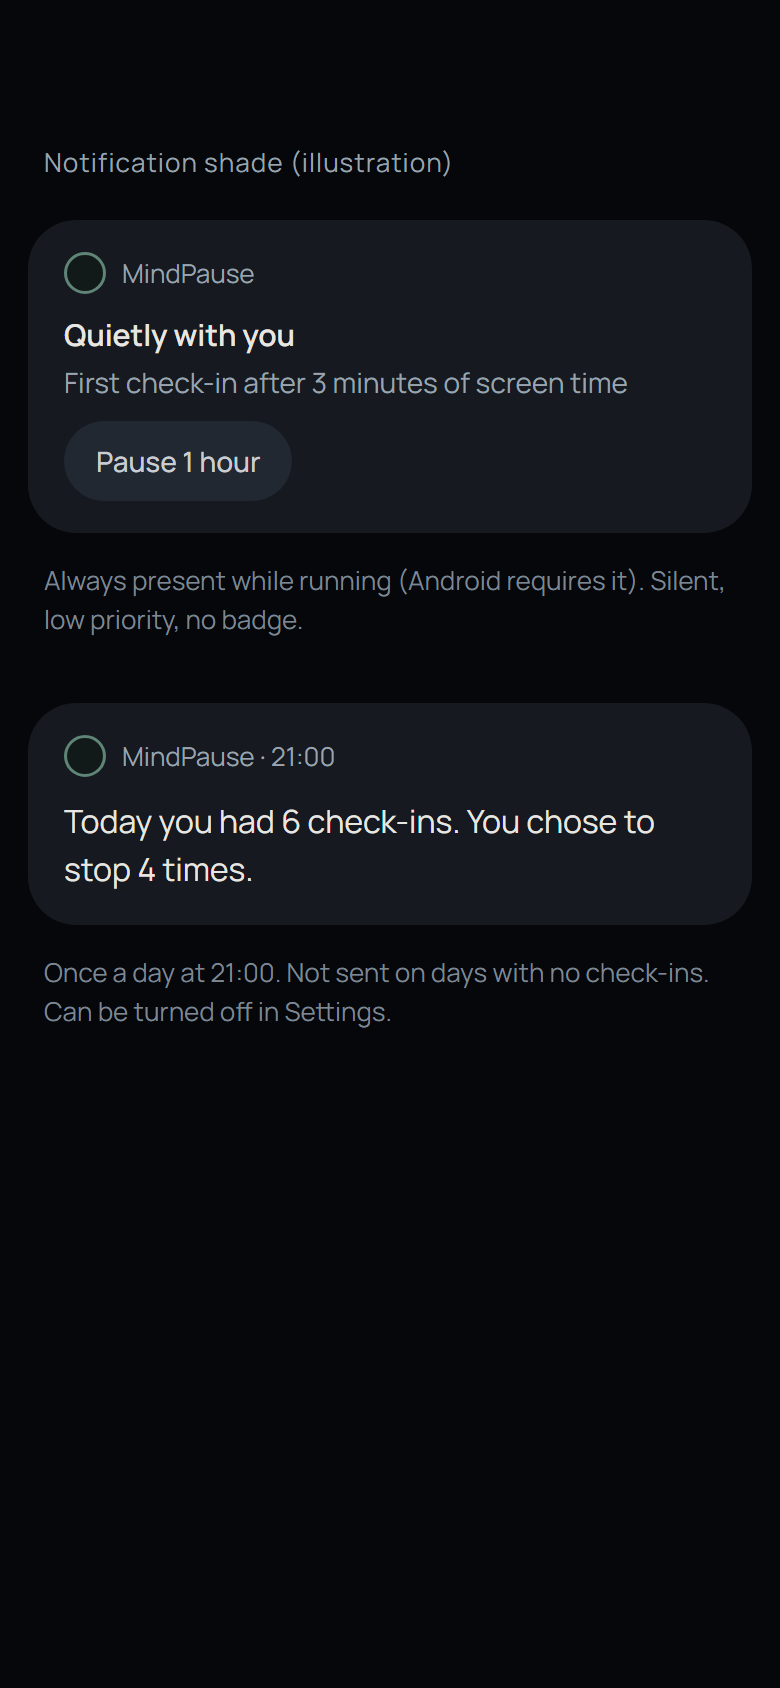 Notification shade (illustration)
MindPause
Quietly with you
First check-in after 3 minutes of screen time
Pause 1 hour
Always present while running (Android requires it). Silent,
low priority, no badge.
MindPause · 21:00
Today you had 6 check-ins. You chose to
stop 4 times.
Once a day at 21:00. Not sent on days with no check-ins.
Can be turned off in Settings.